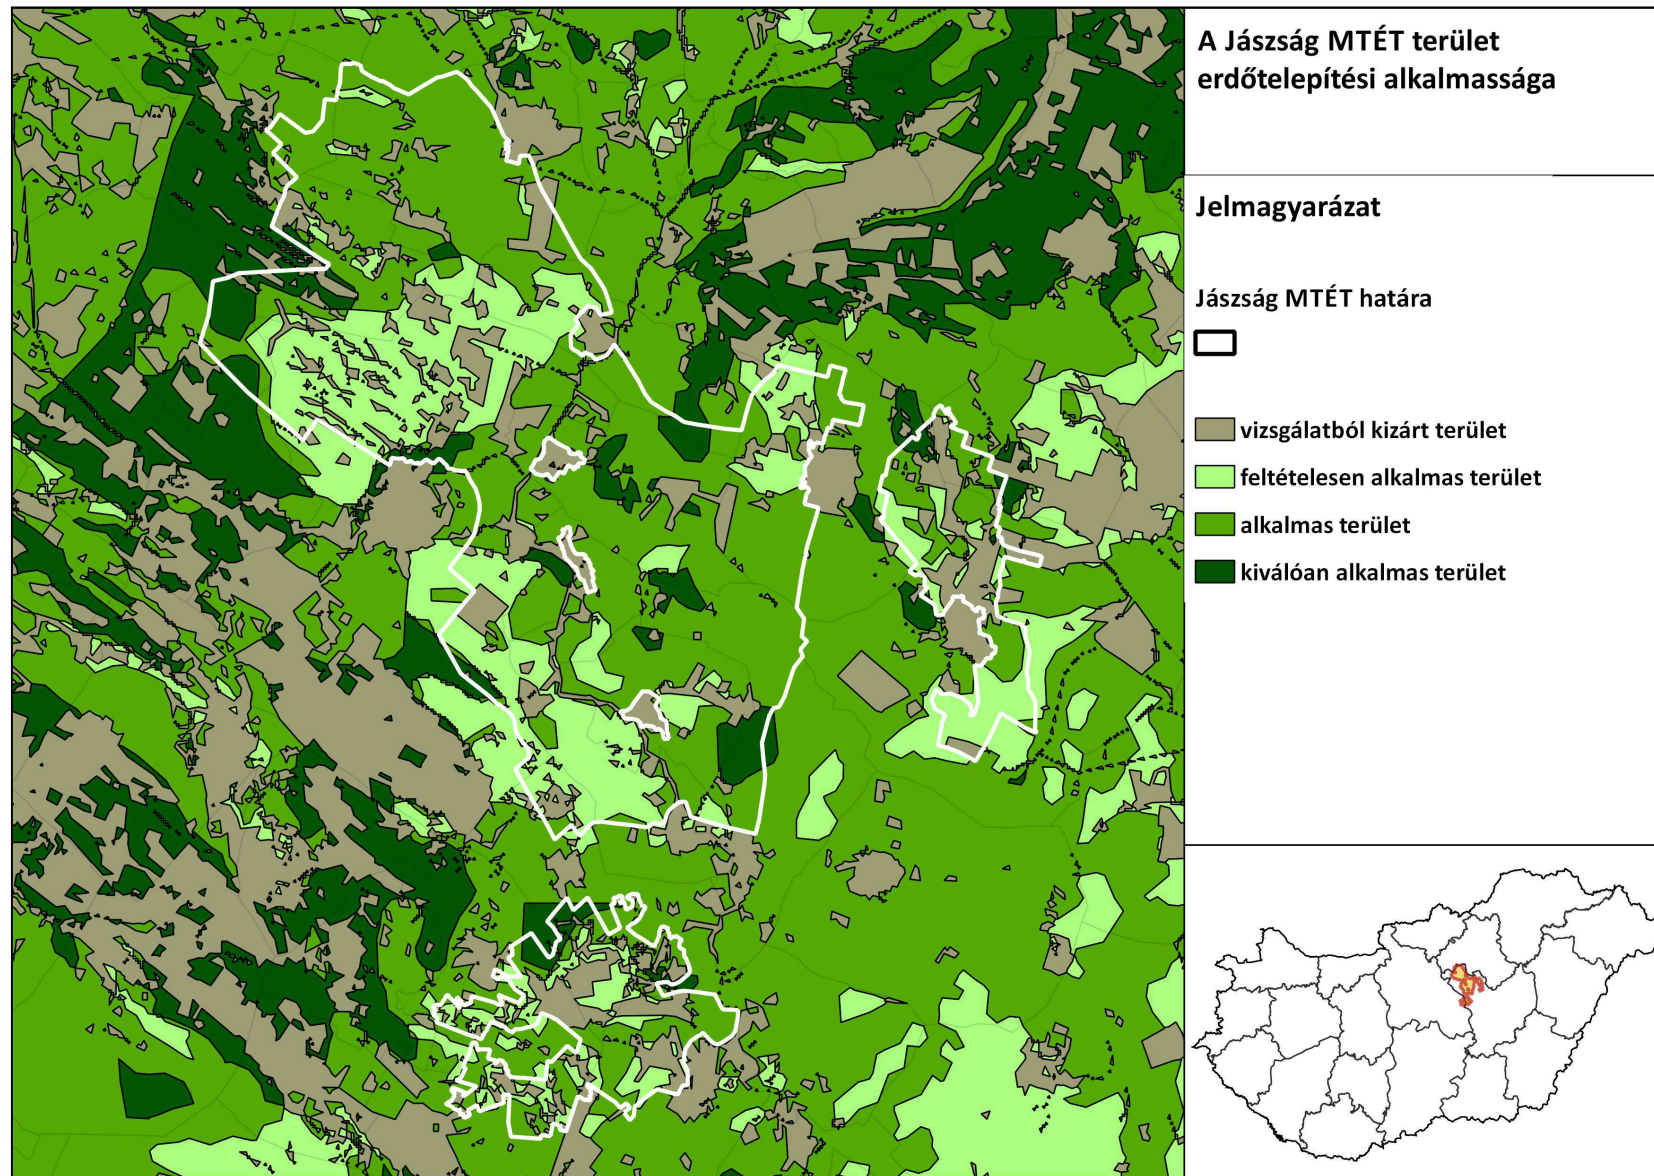 A Jászság MTÉT terület
erdőtelepítési alkalmassága
Jelmagyarázat
Jászság MTÉT határa
vizsgálatból kizárt terület
feltételesen alkalmas terület
alkalmas terület
kiválóan alkalmas terület